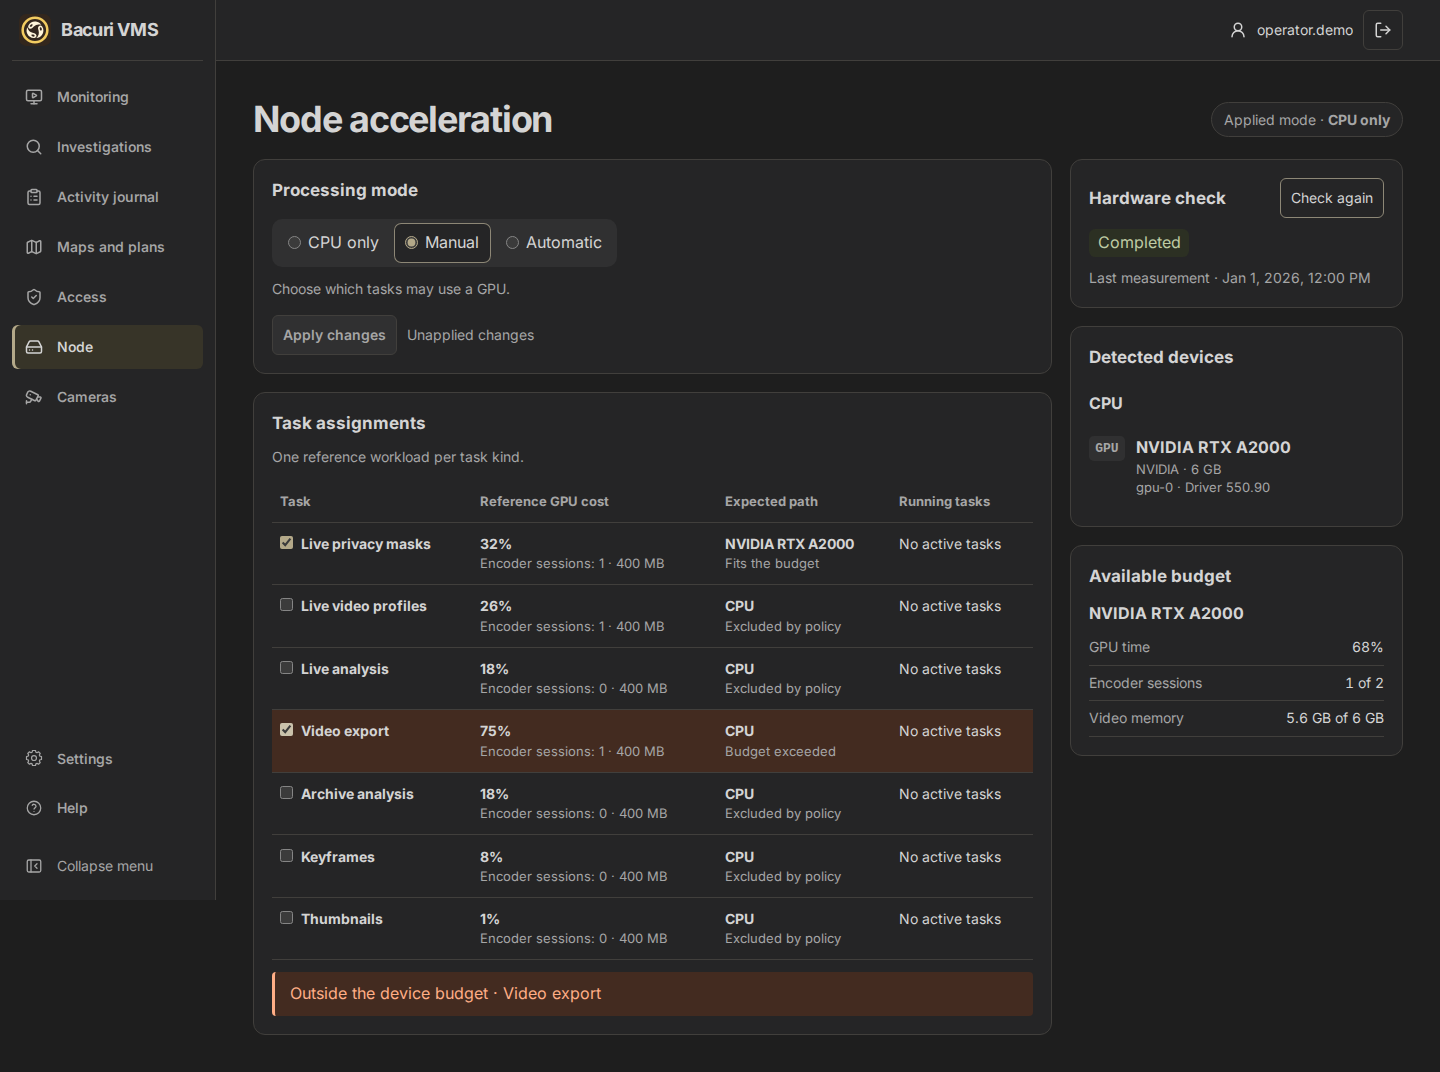 Bacuri VMS
operator.demo
Monitoring
Investigations
Activity journal
Maps and plans
Access
Node
Cameras
Settings
Help
Collapse menu
Node acceleration
Applied mode · CPU only
Processing mode
CPU only
Manual
Automatic
Choose which tasks may use a GPU.
Apply changes
Unapplied changes
Task assignments
One reference workload per task kind.
Task Reference GPU cost Expected path Running tasks
Live privacy masks 32% NVIDIA RTX A2000 No active tasks
Encoder sessions: 1 · 400 MB Fits the budget
Live video profiles 26% CPU No active tasks
Encoder sessions: 1 · 400 MB Excluded by policy
Live analysis 18% CPU No active tasks
Encoder sessions: 0 · 400 MB Excluded by policy
Video export 75% CPU No active tasks
Encoder sessions: 1 · 400 MB Budget exceeded
Archive analysis 18% CPU No active tasks
Encoder sessions: 0 · 400 MB Excluded by policy
Keyframes 8% CPU No active tasks
Encoder sessions: 0 · 400 MB Excluded by policy
Thumbnails 1% CPU No active tasks
Encoder sessions: 0 · 400 MB Excluded by policy
Outside the device budget · Video export
Hardware check
Check again
Completed
Last measurement · Jan 1, 2026, 12:00 PM
Detected devices
CPU
GPU NVIDIA RTX A2000
NVIDIA · 6 GB
gpu-0 · Driver 550.90
Available budget
NVIDIA RTX A2000
GPU time 68%
Encoder sessions 1 of 2
Video memory 5.6 GB of 6 GB